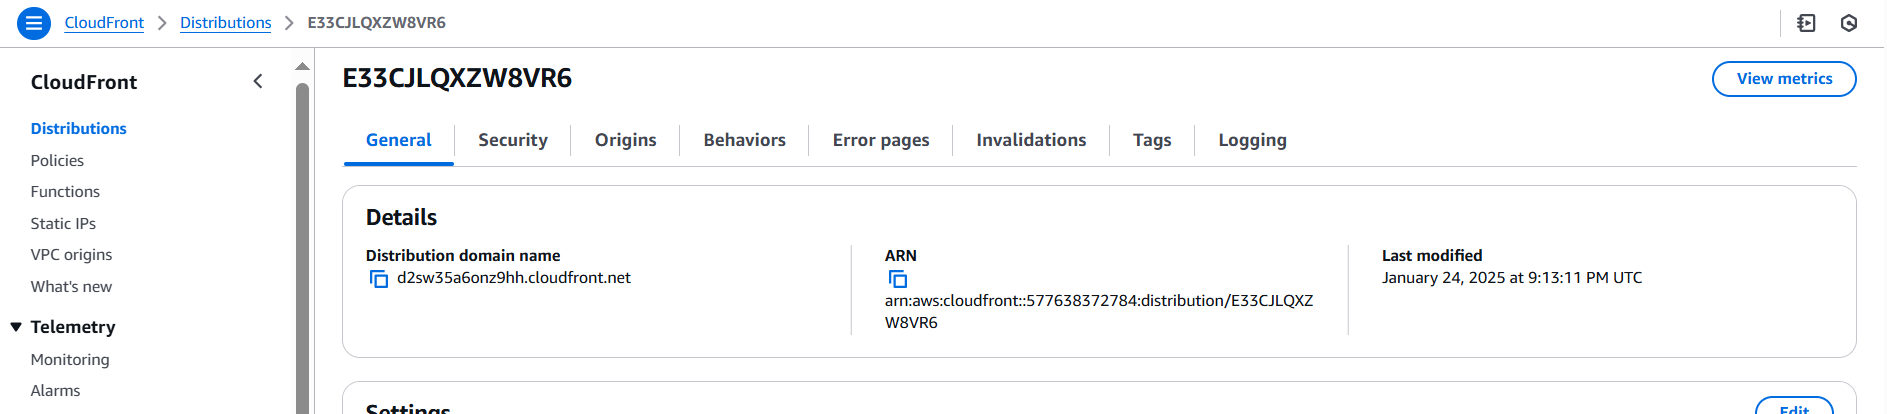 CloudFront > Distributions > E33CJLQXZW8VR6
CloudFront
Distributions
Policies
Functions
Static IPs
VPC origins
What's new
Telemetry
Monitoring
Alarms
E33CJLQXZW8VR6
View metrics
General
Security
Origins
Behaviors
Error pages
Invalidations
Tags
Logging
Details
Distribution domain name
d2sw35a6onz9hh.cloudfront.net
ARN
arn:aws:cloudfront::577638372784:distribution/E33CJLQXZ
W8VR6
Last modified
January 24, 2025 at 9:13:11 PM UTC
Settings
Edit